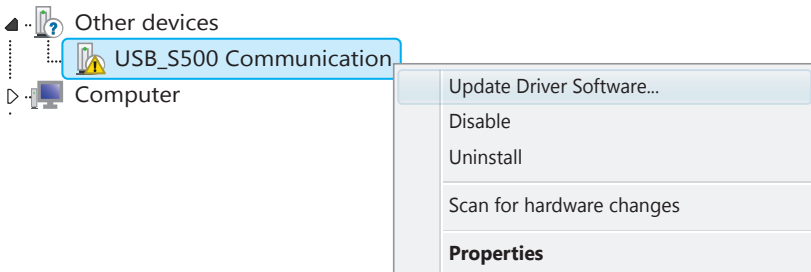 Other devices
USB_S500 Communication
Computer
Update Driver Software...
Disable
Uninstall
Scan for hardware changes
Properties